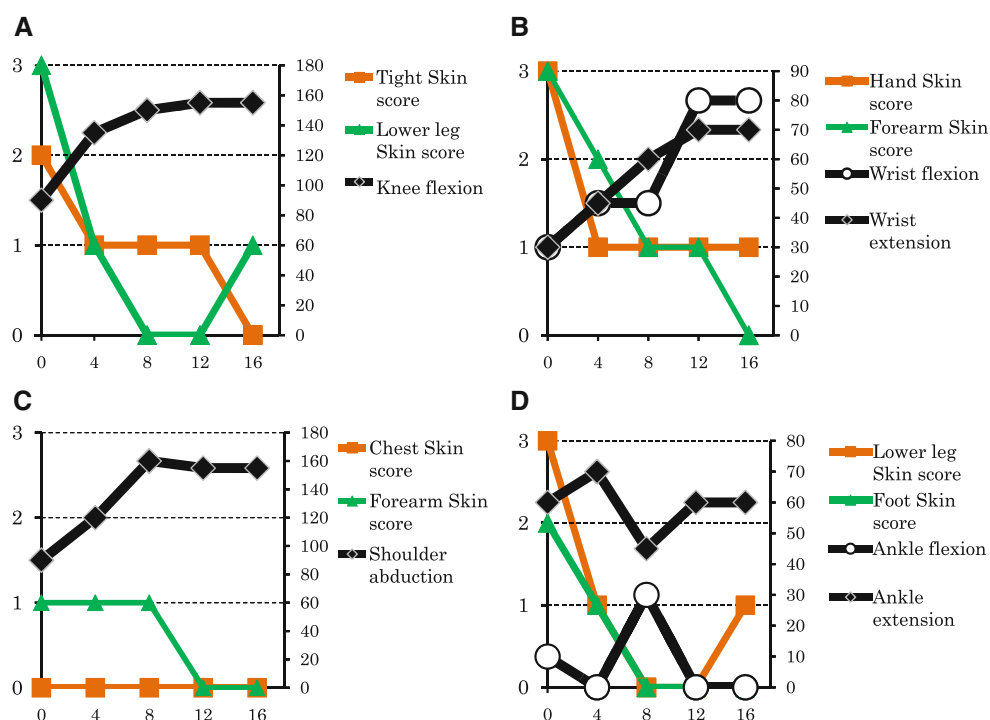 A
3
2
1
0
180
160
140
120
100
80
60
40
20
0
0 4 8 12 16
Tight Skin
score
Lower leg
Skin score
Knee flexion
B
3
2
1
0
90
80
70
60
50
40
30
20
10
0
0 4 8 12 16
Hand Skin
score
Forearm Skin
score
Wrist flexion
Wrist
extension
C
3
2
1
0
180
160
140
120
100
80
60
40
20
0
0 4 8 12 16
Chest Skin
score
Forearm Skin
score
Shoulder
abduction
D
3
2
1
0
80
70
60
50
40
30
20
10
0
0 4 8 12 16
Lower leg
Skin score
Foot Skin
score
Ankle flexion
Ankle
extension